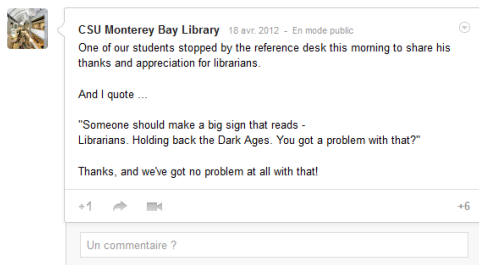 CSU Monterey Bay Library 18 avr. 2012 - En mode public
One of our students stopped by the reference desk this morning to share his
thanks and appreciation for librarians.
And I quote ...
"Someone should make a big sign that reads -
Librarians. Holding back the Dark Ages. You got a problem with that?"
Thanks, and we've got no problem at all with that!
+1
+6
Un commentaire ?